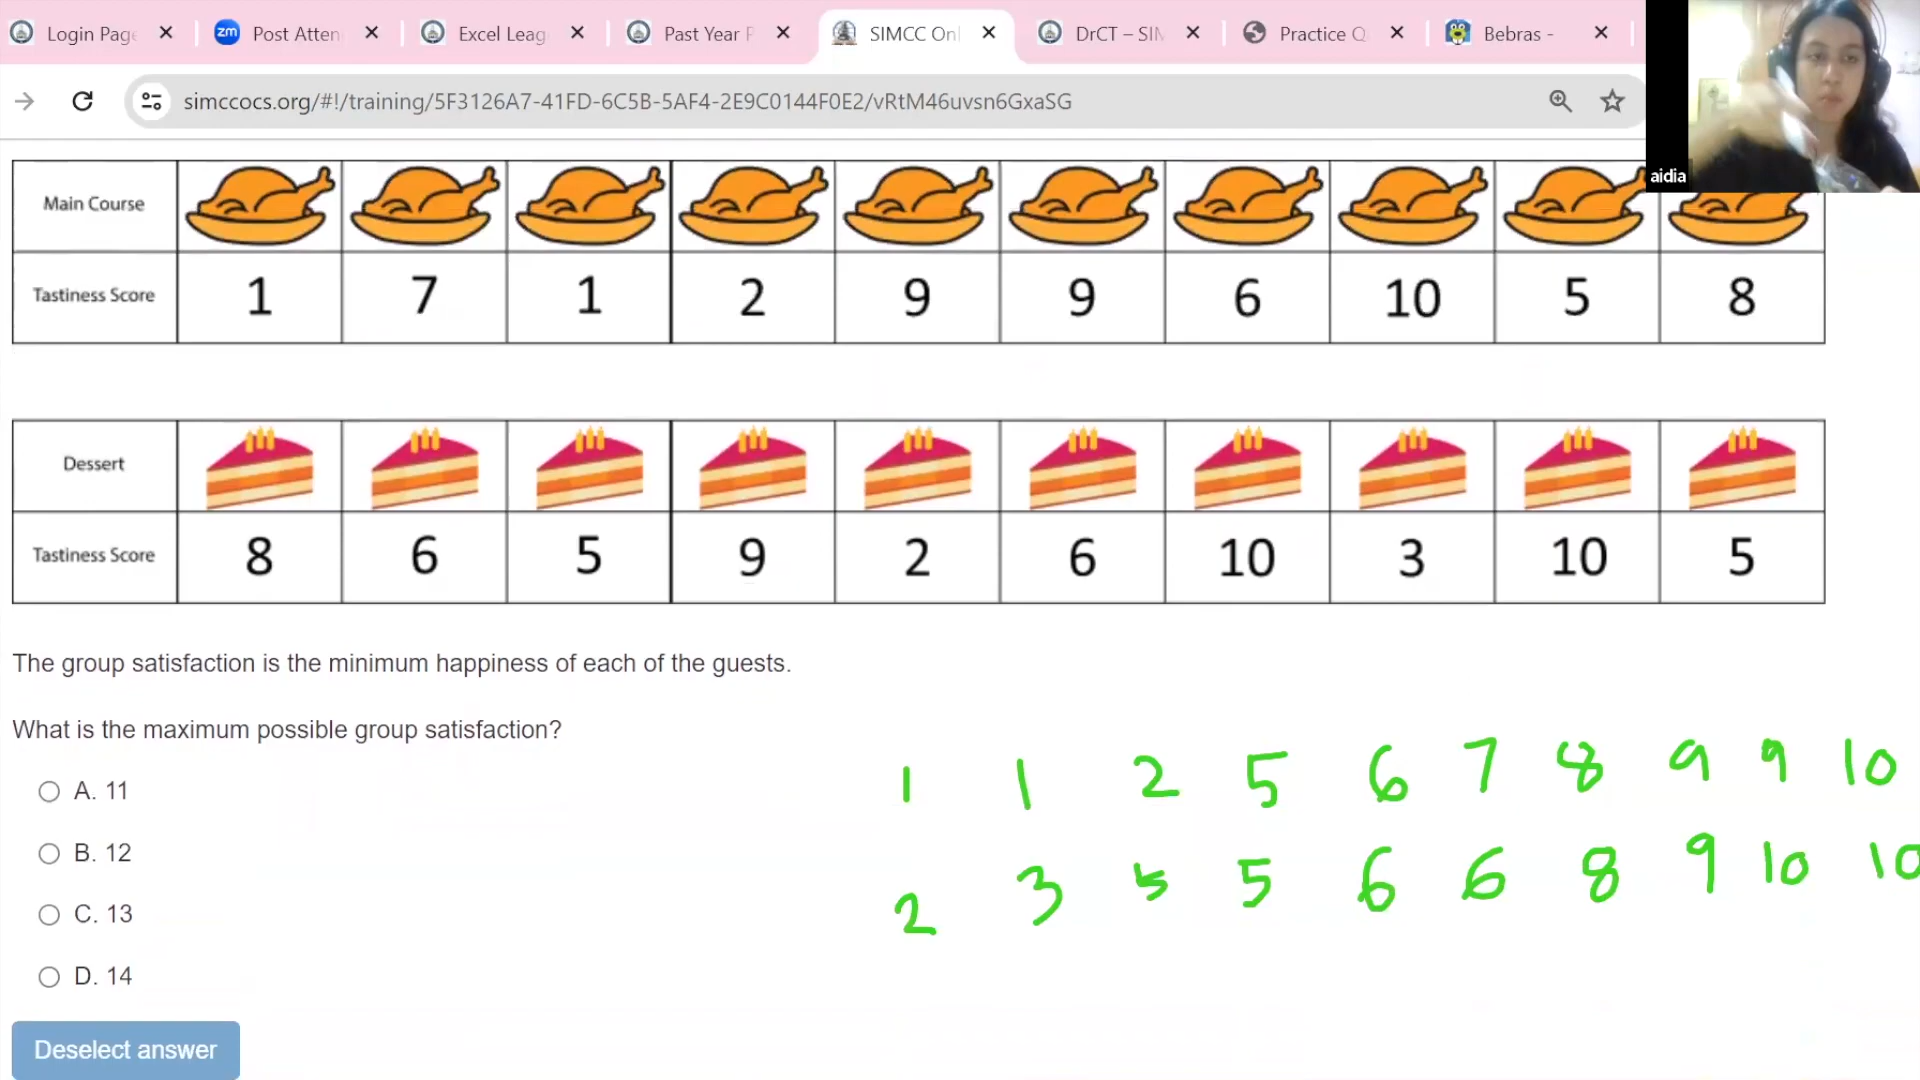 Login Page
Post Atten
Excel Leag
Past Year P
SIMCC Onl
DrCT – SIM
Practice Q
Bebras -
simccocs.org/#!/training/5F3126A7-41FD-6C5B-5AF4-2E9C0144F0E2/vRtM46uvsn6GxaSG
aidia
Main Course
Tastiness Score 1 7 1 2 9 9 6 10 5 8
Dessert
Tastiness Score 8 6 5 9 2 6 10 3 10 5
The group satisfaction is the minimum happiness of each of the guests.
What is the maximum possible group satisfaction?
A. 11
B. 12
C. 13
D. 14
1 1 2 5 6 7 8 9 9 10
2 3 5 5 6 6 8 9 10 10
Deselect answer